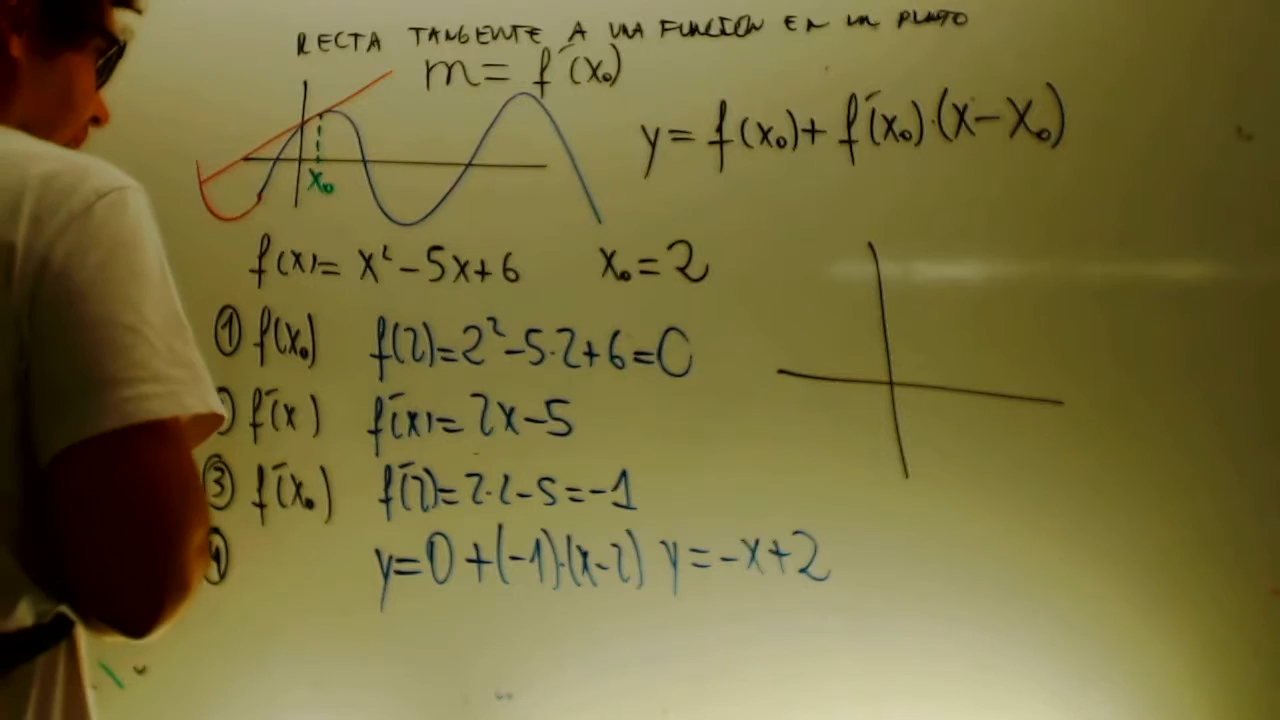 RECTA TANGENTE A UNA FUNCION EN UN PUNTO
m = f'(x₀)
y = f(x₀) + f'(x₀)·(x - x₀)
x₀
f(x) = x² - 5x + 6 x₀ = 2
① f(x₀) f(2) = 2² - 5·2 + 6 = 0
) f'(x) f'(x) = 2x - 5
③ f'(x₀) f'(2) = 2·2 - 5 = -1
④ y = 0 + (-1)·(x - 2) y = -x + 2